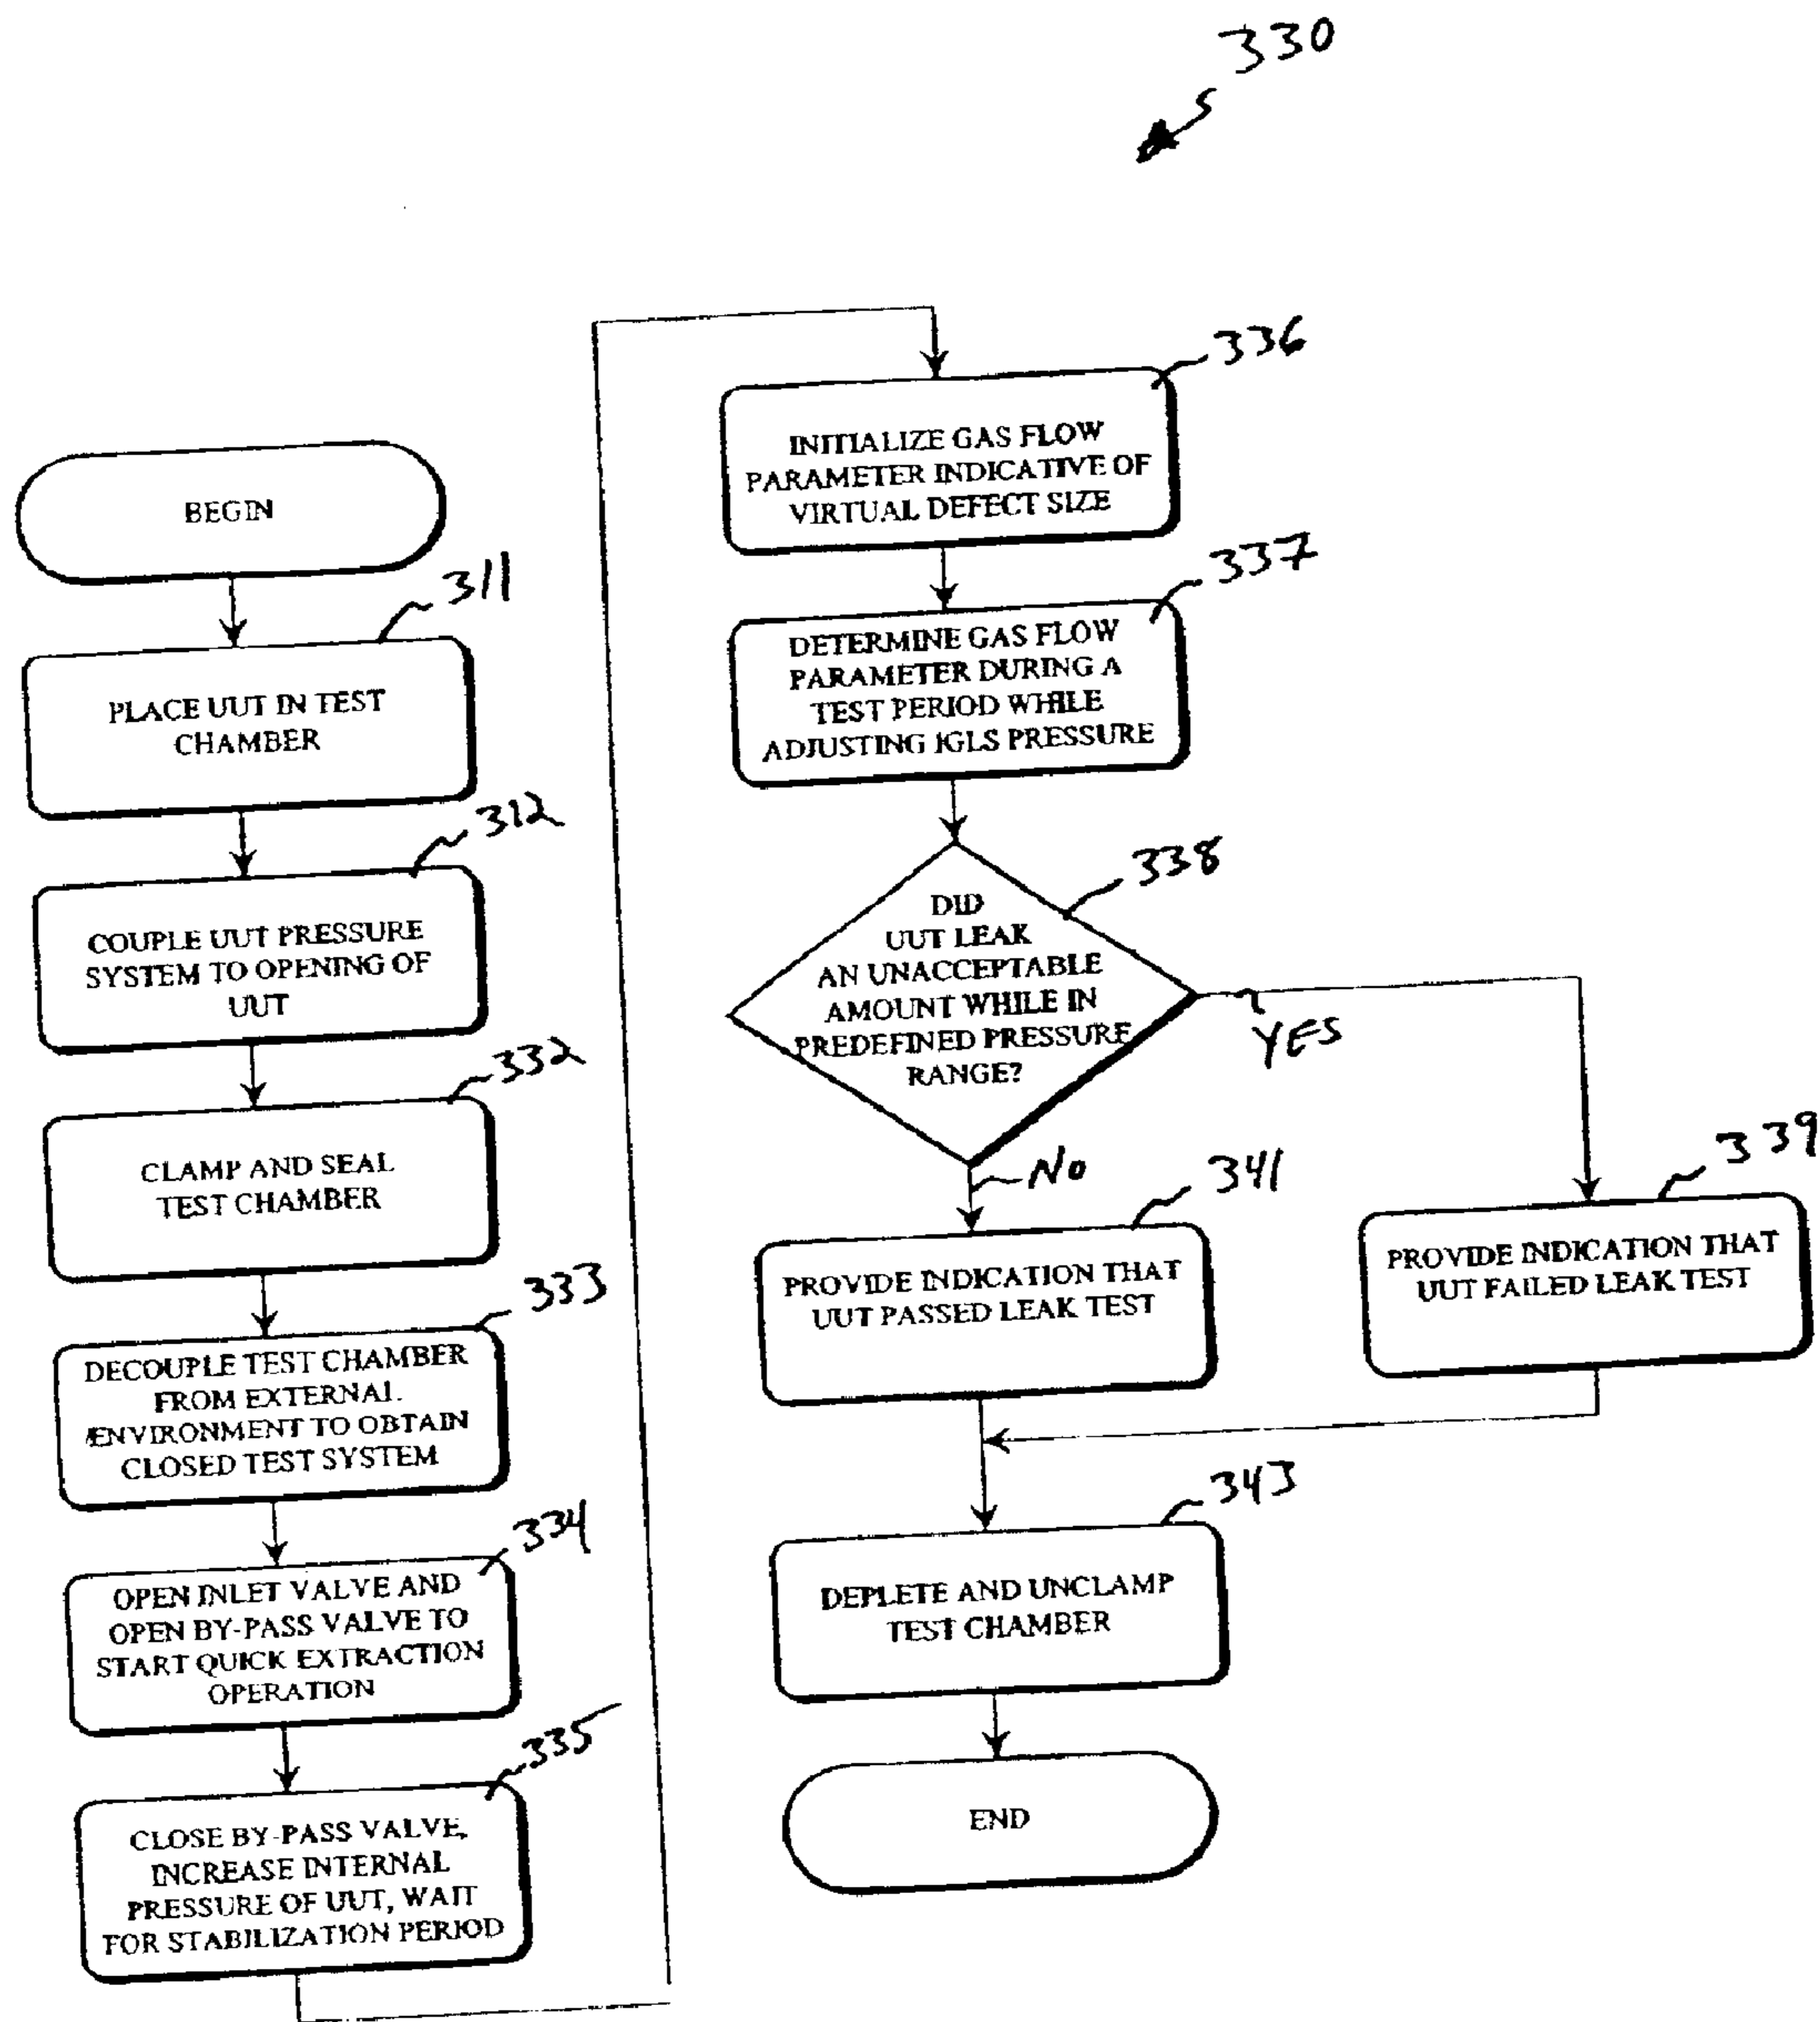 330
BEGIN
311
PLACE UUT IN TEST
CHAMBER
312
COUPLE UUT PRESSURE
SYSTEM TO OPENING OF
UUT
332
CLAMP AND SEAL
TEST CHAMBER
333
DECOUPLE TEST CHAMBER
FROM EXTERNAL
ENVIRONMENT TO OBTAIN
CLOSED TEST SYSTEM
334
OPEN INLET VALVE AND
OPEN BY-PASS VALVE TO
START QUICK EXTRACTION
OPERATION
335
CLOSE BY-PASS VALVE,
INCREASE INTERNAL
PRESSURE OF UUT, WAIT
FOR STABILIZATION PERIOD
336
INITIALIZE GAS FLOW
PARAMETER INDICATIVE OF
VIRTUAL DEFECT SIZE
337
DETERMINE GAS FLOW
PARAMETER DURING A
TEST PERIOD WHILE
ADJUSTING IGLS PRESSURE
338
DID
UUT LEAK
AN UNACCEPTABLE
AMOUNT WHILE IN
PREDEFINED PRESSURE
RANGE?
YES
NO
341
PROVIDE INDICATION THAT
UUT PASSED LEAK TEST
339
PROVIDE INDICATION THAT
UUT FAILED LEAK TEST
343
DEPLETE AND UNCLAMP
TEST CHAMBER
END